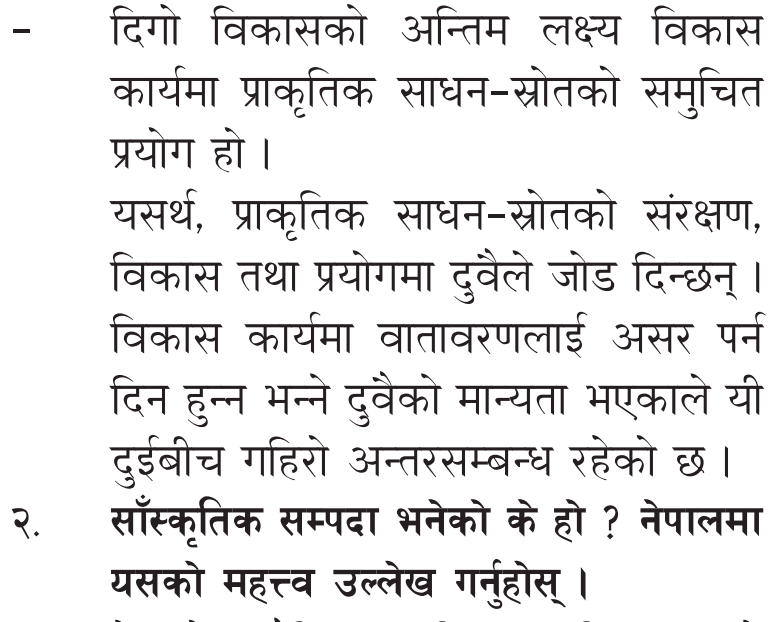 – दिगो विकासको अन्तिम लक्ष्य विकास
कार्यमा प्राकृतिक साधन-स्रोतको समुचित
प्रयोग हो ।
यसर्थ, प्राकृतिक साधन-स्रोतको संरक्षण,
विकास तथा प्रयोगमा दुवैले जोड दिन्छन् ।
विकास कार्यमा वातावरणलाई असर पर्न
दिन हुन्न भन्ने दुवैको मान्यता भएकाले यी
दुईबीच गहिरो अन्तरसम्बन्ध रहेको छ ।
२. साँस्कृतिक सम्पदा भनेको के हो ? नेपालमा
यसको महत्त्व उल्लेख गर्नुहोस् ।